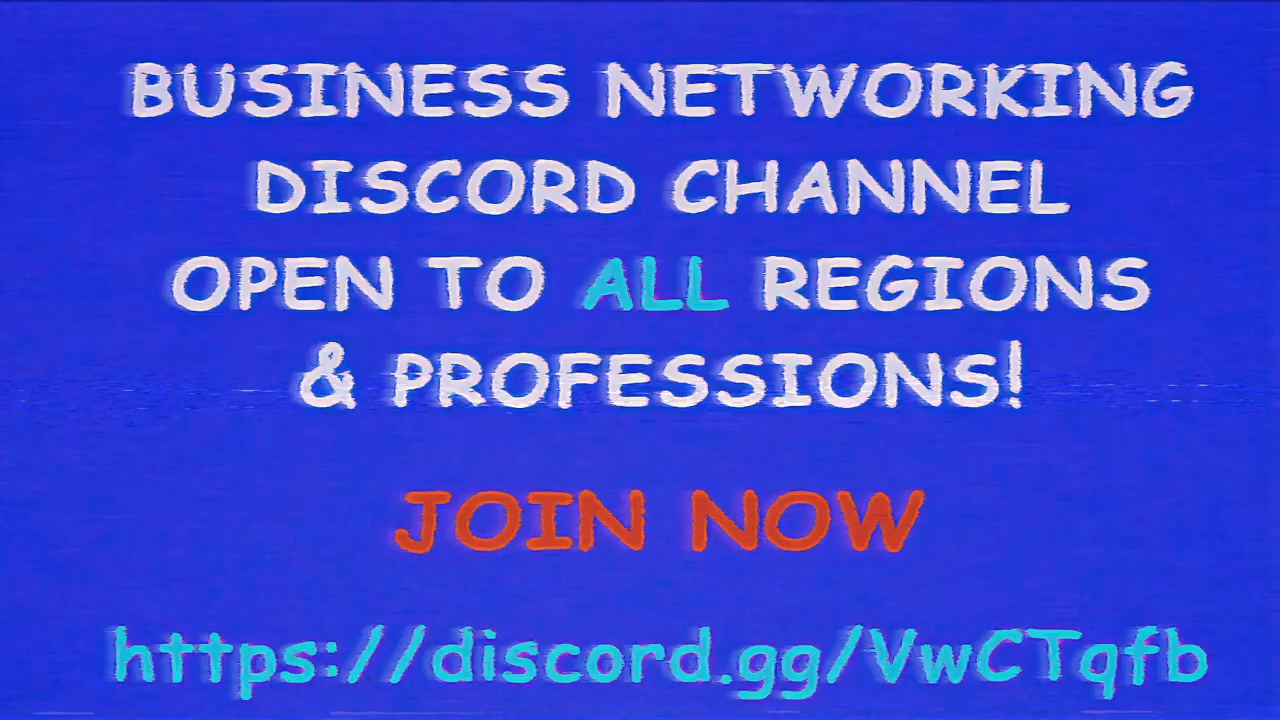 BUSINESS NETWORKING
DISCORD CHANNEL
OPEN TO ALL REGIONS
& PROFESSIONS!
JOIN NOW
https://discord.gg/VwCTqfb